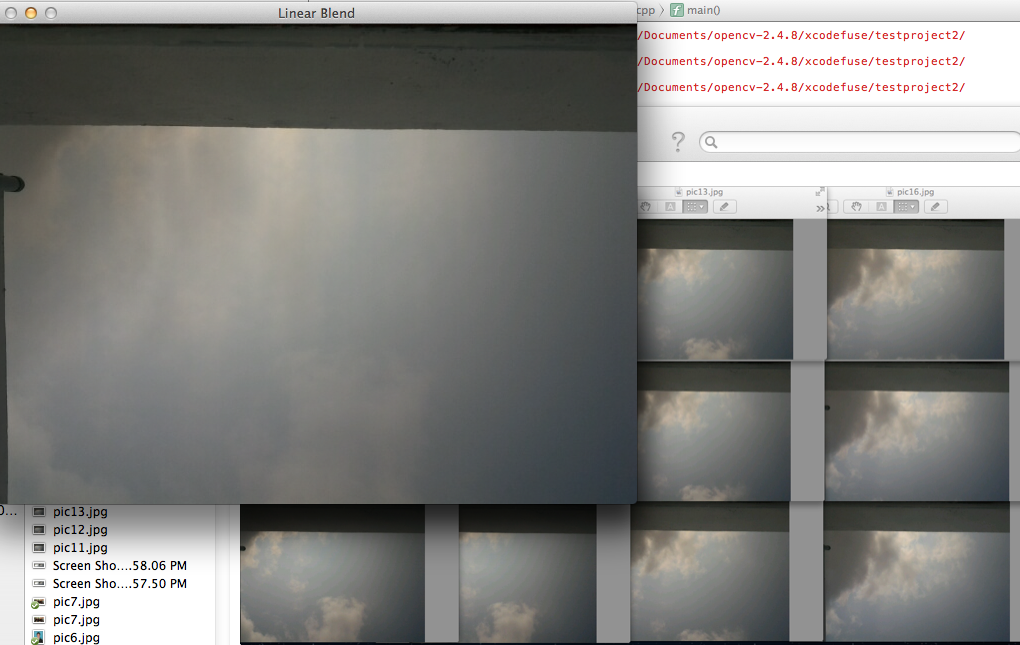 Linear Blend
cpp 〉 f main()
/Documents/opencv-2.4.8/xcodefuse/testproject2/
/Documents/opencv-2.4.8/xcodefuse/testproject2/
/Documents/opencv-2.4.8/xcodefuse/testproject2/
?
pic13.jpg
pic16.jpg
A
A
pic13.jpg
pic12.jpg
pic11.jpg
Screen Sho....58.06 PM
Screen Sho....57.50 PM
pic7.jpg
pic7.jpg
pic6.jpg